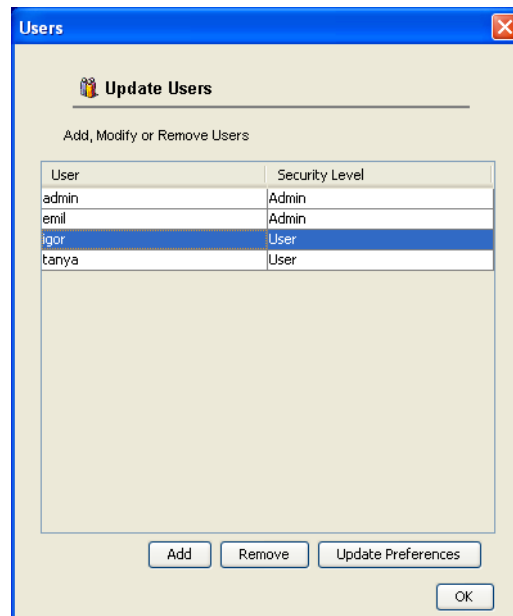 Users
Update Users
Add, Modify or Remove Users
User Security Level
admin Admin
emil Admin
igor User
tanya User
Add Remove Update Preferences
OK